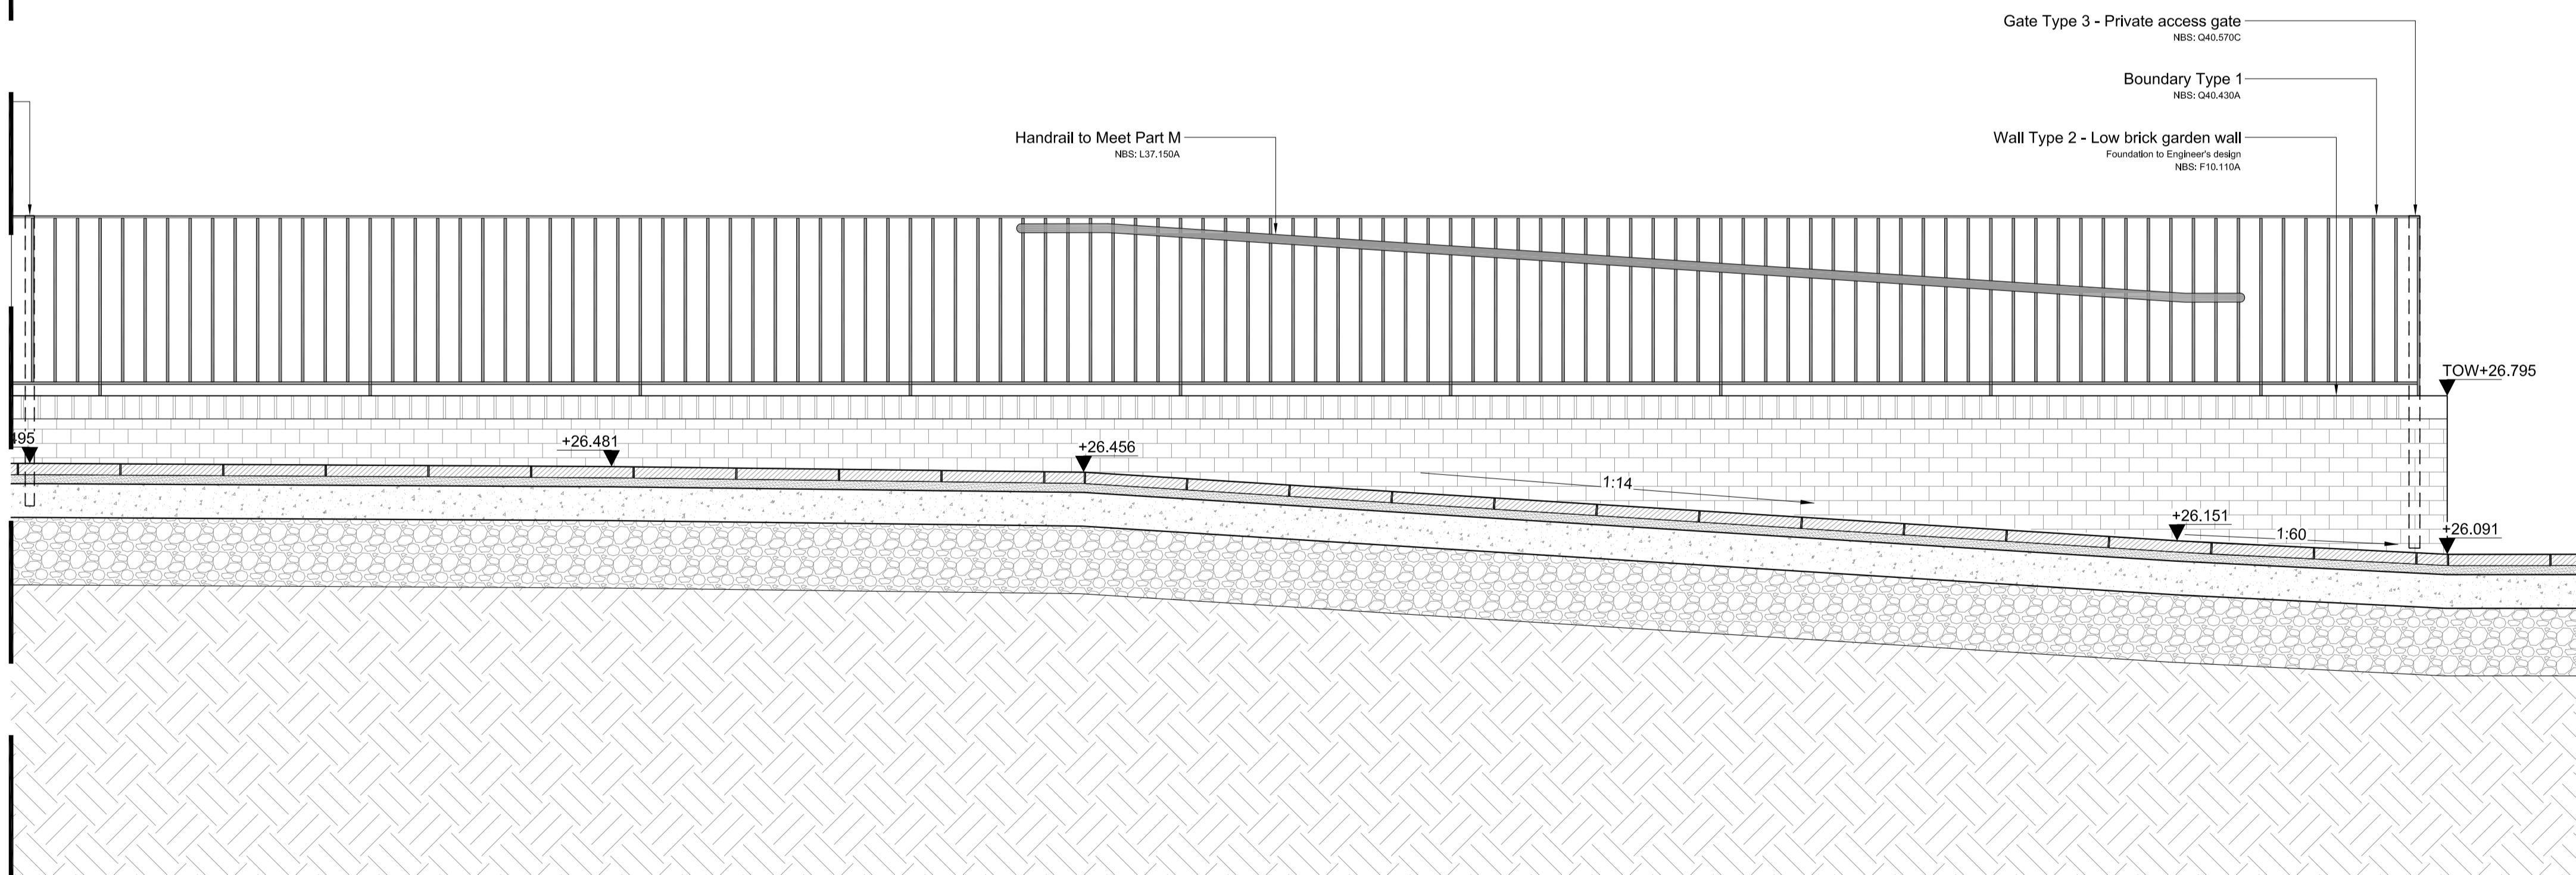 Gate Type 3 - Private access gate
NBS: Q40.570C
Boundary Type 1
NBS: Q40.430A
Handrail to Meet Part M
NBS: L37.150A
Wall Type 2 - Low brick garden wall
Foundation to Engineer's design
NBS: F10.110A
TOW+26.795
+26.481
+26.456
1:14
+26.151
1:60
+26.091